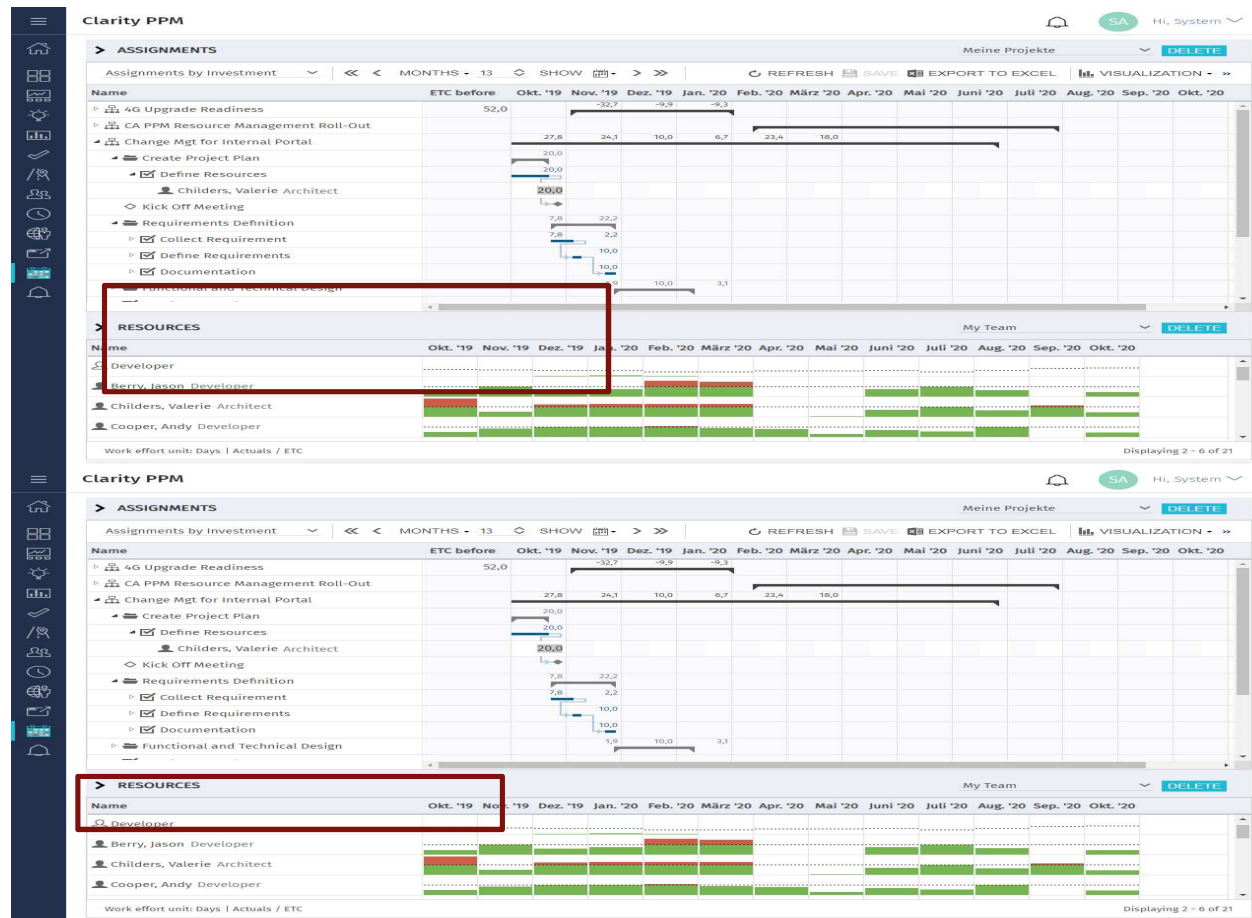 Clarity PPM SA Hi, System
ASSIGNMENTS Meine Projekte DELETE
Assignments by Investment MONTHS 13 SHOW REFRESH SAVE EXPORT TO EXCEL VISUALIZATION »
Name ETC before Okt. '19 Nov. '19 Dez. '19 Jan. '20 Feb. '20 März '20 Apr. '20 Mai '20 Juni '20 Juli '20 Aug. '20 Sep. '20 Okt. '20
4G Upgrade Readiness 52,0 -32,7 -9,9 -9,3
CA PPM Resource Management Roll-Out
Change Mgt for Internal Portal 27,8 24,1 10,0 6,7 23,4 18,0
Create Project Plan 20,0
Define Resources 20,0
Childers, Valerie Architect 20,0
Kick Off Meeting
Requirements Definition 7,8 22,2
Collect Requirement 7,8 2,2
Define Requirements 10,0
Documentation 10,0
Functional and Technical Design 1,9 10,0 3,1
RESOURCES My Team DELETE
Name Okt. '19 Nov. '19 Dez. '19 Jan. '20 Feb. '20 März '20 Apr. '20 Mai '20 Juni '20 Juli '20 Aug. '20 Sep. '20 Okt. '20
Developer
Berry, Jason Developer
Childers, Valerie Architect
Cooper, Andy Developer
Work effort unit: Days | Actuals / ETC Displaying 2 - 6 of 21
Clarity PPM SA Hi, System
ASSIGNMENTS Meine Projekte DELETE
Assignments by Investment MONTHS 13 SHOW REFRESH SAVE EXPORT TO EXCEL VISUALIZATION »
Name ETC before Okt. '19 Nov. '19 Dez. '19 Jan. '20 Feb. '20 März '20 Apr. '20 Mai '20 Juni '20 Juli '20 Aug. '20 Sep. '20 Okt. '20
4G Upgrade Readiness 52,0 -32,7 -9,9 -9,3
CA PPM Resource Management Roll-Out
Change Mgt for Internal Portal 27,8 24,1 10,0 6,7 23,4 18,0
Create Project Plan 20,0
Define Resources 20,0
Childers, Valerie Architect 20,0
Kick Off Meeting
Requirements Definition 7,8 22,2
Collect Requirement 7,8 2,2
Define Requirements 10,0
Documentation 10,0
Functional and Technical Design 1,9 10,0 3,1
RESOURCES My Team DELETE
Name Okt. '19 Nov. '19 Dez. '19 Jan. '20 Feb. '20 März '20 Apr. '20 Mai '20 Juni '20 Juli '20 Aug. '20 Sep. '20 Okt. '20
Developer
Berry, Jason Developer
Childers, Valerie Architect
Cooper, Andy Developer
Work effort unit: Days | Actuals / ETC Displaying 2 - 6 of 21